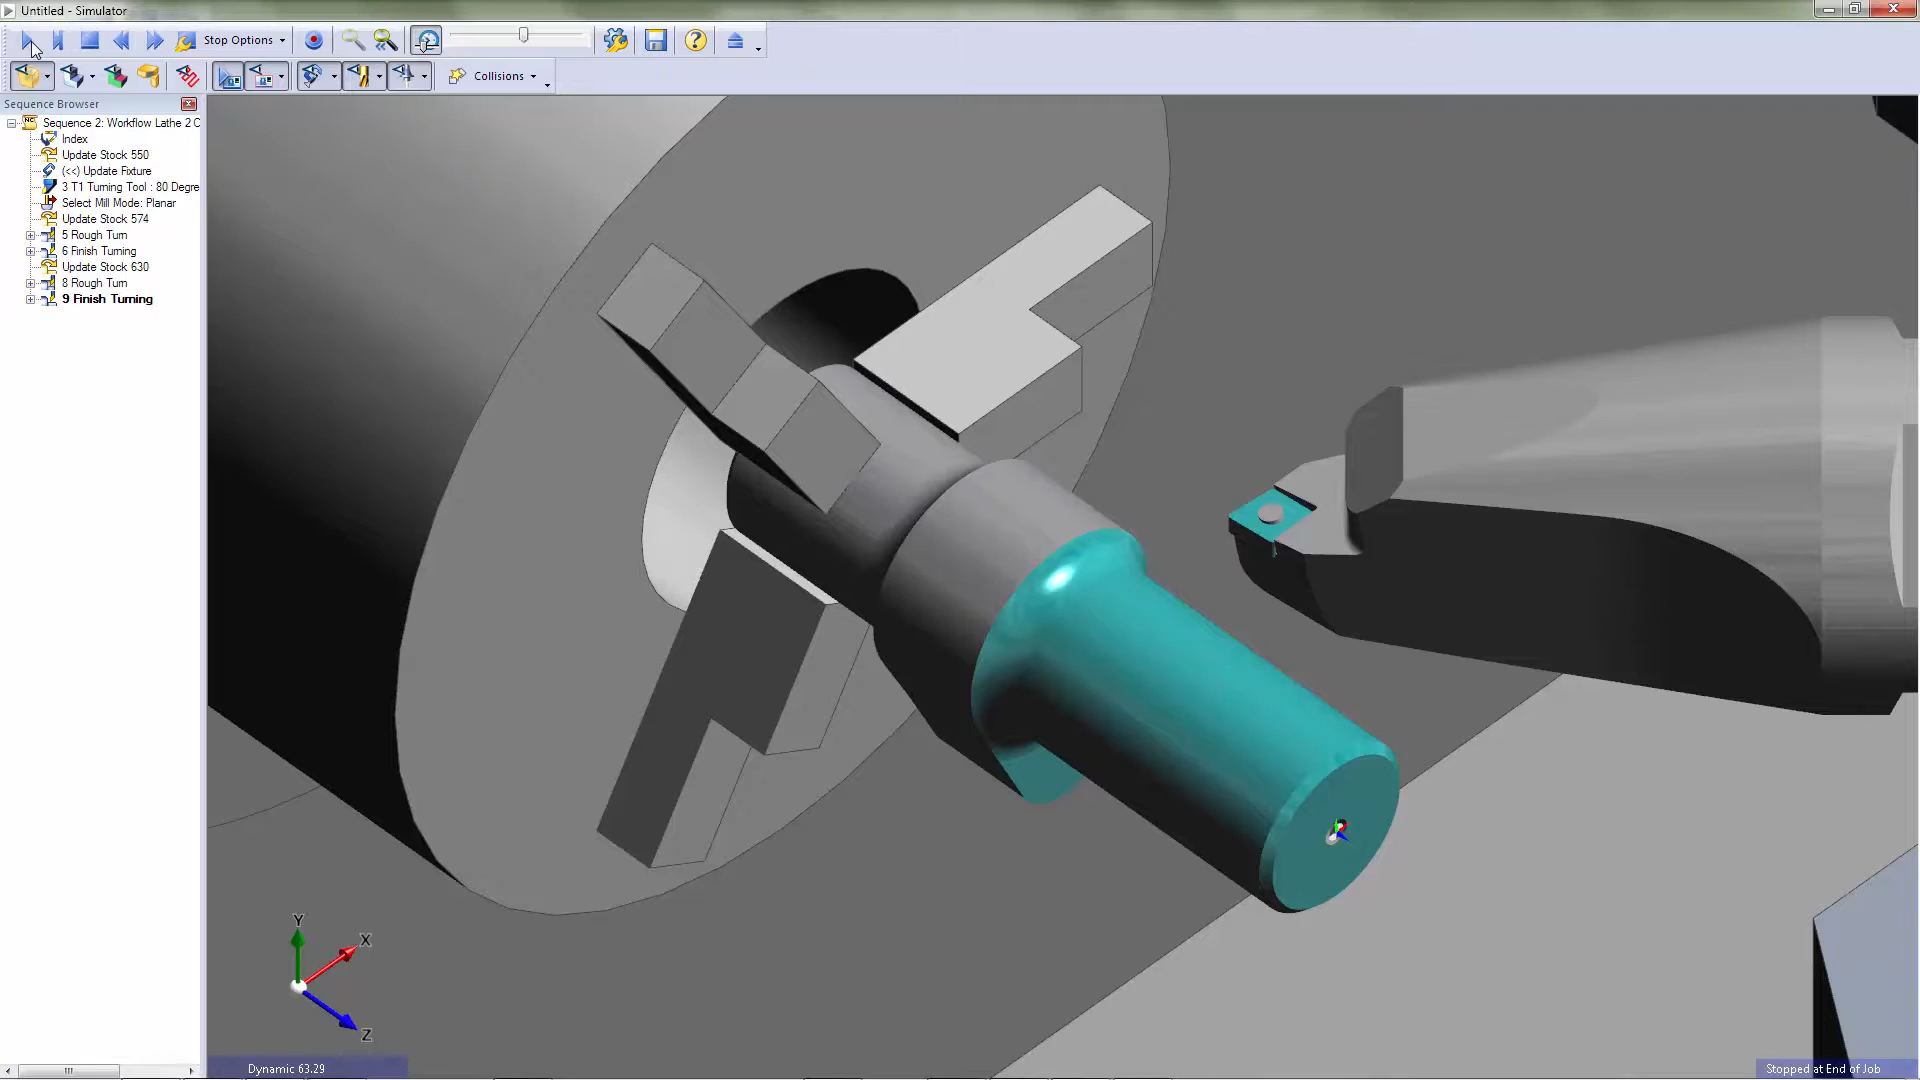 Untitled - Simulator
Stop Options
Collisions
Sequence Browser
Sequence 2: Workflow Lathe 2 C
Index
Update Stock 550
(<<) Update Fixture
3 T1 Turning Tool : 80 Degre
Select Mill Mode: Planar
Update Stock 574
5 Rough Turn
6 Finish Turning
Update Stock 630
8 Rough Turn
9 Finish Turning
Y
X
Z
Dynamic 63.29
Stopped at End of Job